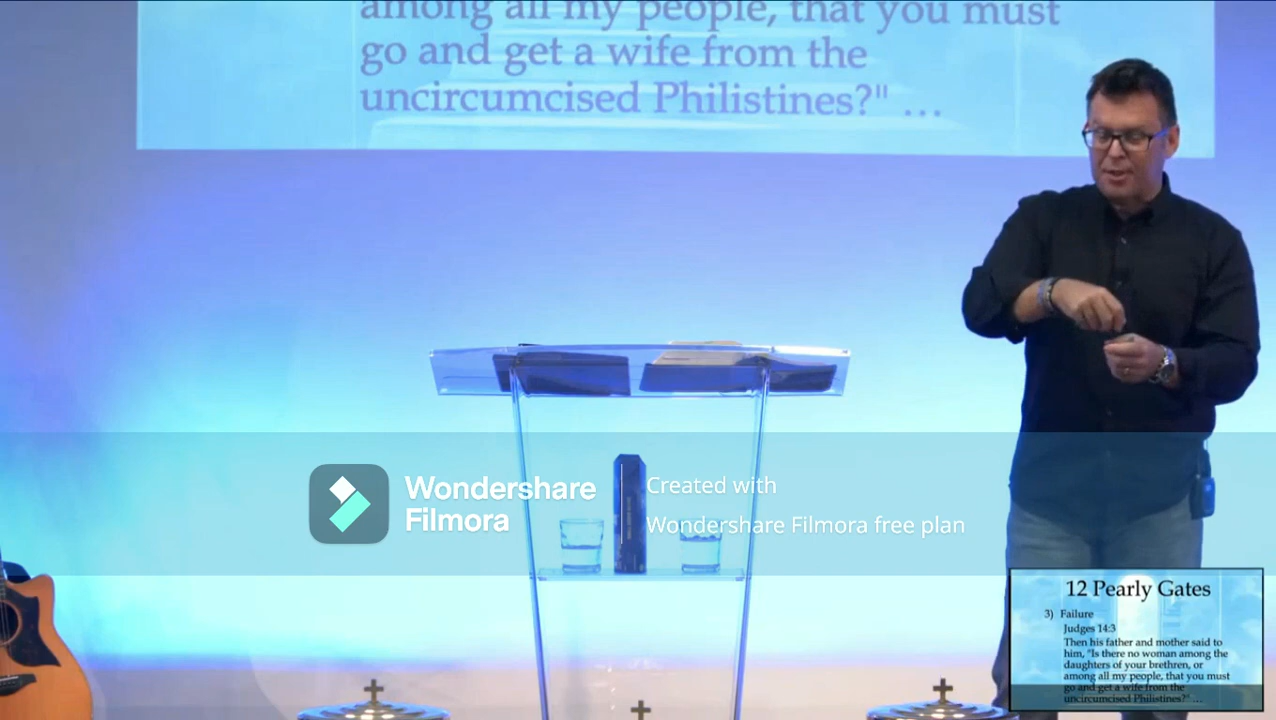 among all my people, that you must
go and get a wife from the
uncircumcised Philistines?" …
Wondershare
Filmora
Created with
Wondershare Filmora free plan
12 Pearly Gates
3) Failure
Judges 14:3
Then his father and mother said to
him, "Is there no woman among the
daughters of your brethren, or
among all my people, that you must
go and get a wife from the
uncircumcised Philistines?" …